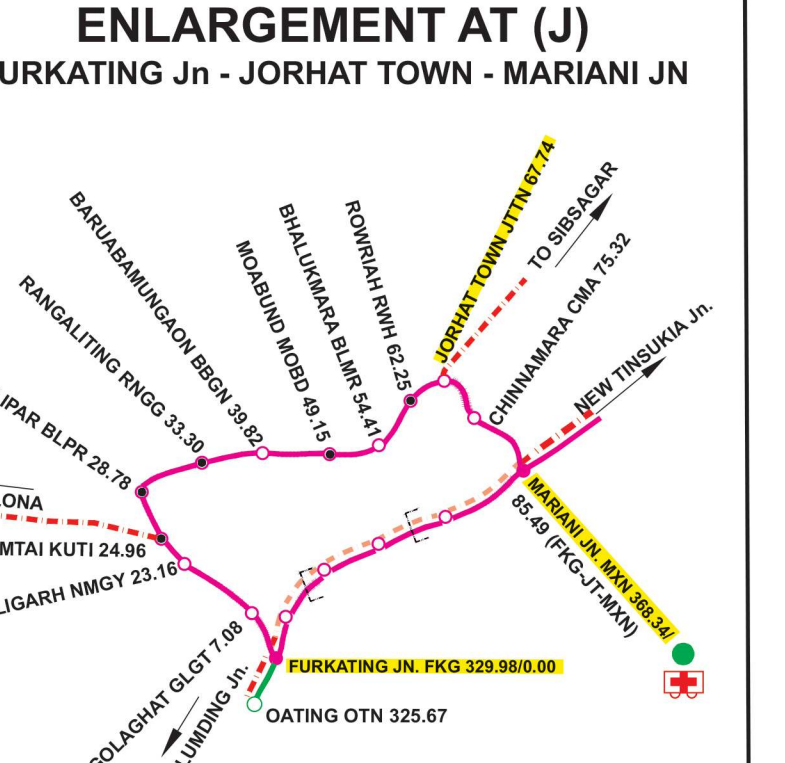 ENLARGEMENT AT (J)
URKATING Jn - JORHAT TOWN - MARIANI JN
JORHAT TOWN JTTN 67.74
TO SIBSAGAR
ROWRIAH RWH 62.25
BHALUKMARA BLMR 54.41
MOABUND MOBD 49.15
BARUABAMUNGAON BBGN 39.82
RANGALITING RNGG 33.30
IPAR BLPR 28.78
CHINNAMARA CMA 75.32
NEW TINSUKIA Jn.
LONA
MTAI KUTI 24.96
LIGARH NMGY 23.16
GOLAGHAT GLGT 7.08
LUMDING Jn.
MARIANI JN. MXN 368.34/
85.49 (FKG-JT-MXN)
FURKATING JN. FKG 329.98/0.00
OATING OTN 325.67